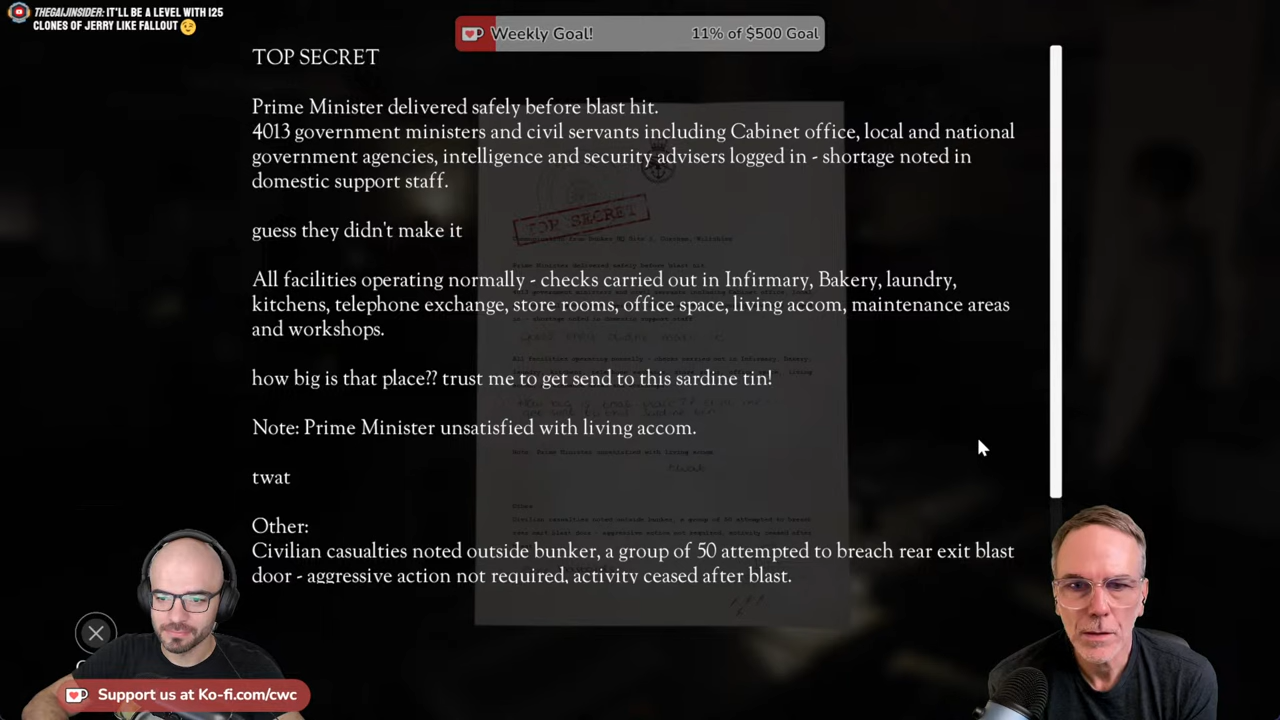 THEGAIJINSIDER: IT'LL BE A LEVEL WITH 125
CLONES OF JERRY LIKE FALLOUT
Weekly Goal! 11% of $500 Goal
TOP SECRET
Prime Minister delivered safely before blast hit.
4013 government ministers and civil servants including Cabinet office, local and national
government agencies, intelligence and security advisers logged in - shortage noted in
domestic support staff.
guess they didn't make it
All facilities operating normally - checks carried out in Infirmary, Bakery, laundry,
kitchens, telephone exchange, store rooms, office space, living accom, maintenance areas
and workshops.
how big is that place?? trust me to get send to this sardine tin!
Note: Prime Minister unsatisfied with living accom.
twat
Other:
Civilian casualties noted outside bunker, a group of 50 attempted to breach rear exit blast
door - aggressive action not required, activity ceased after blast.
TOP SECRET
Support us at Ko-fi.com/cwc